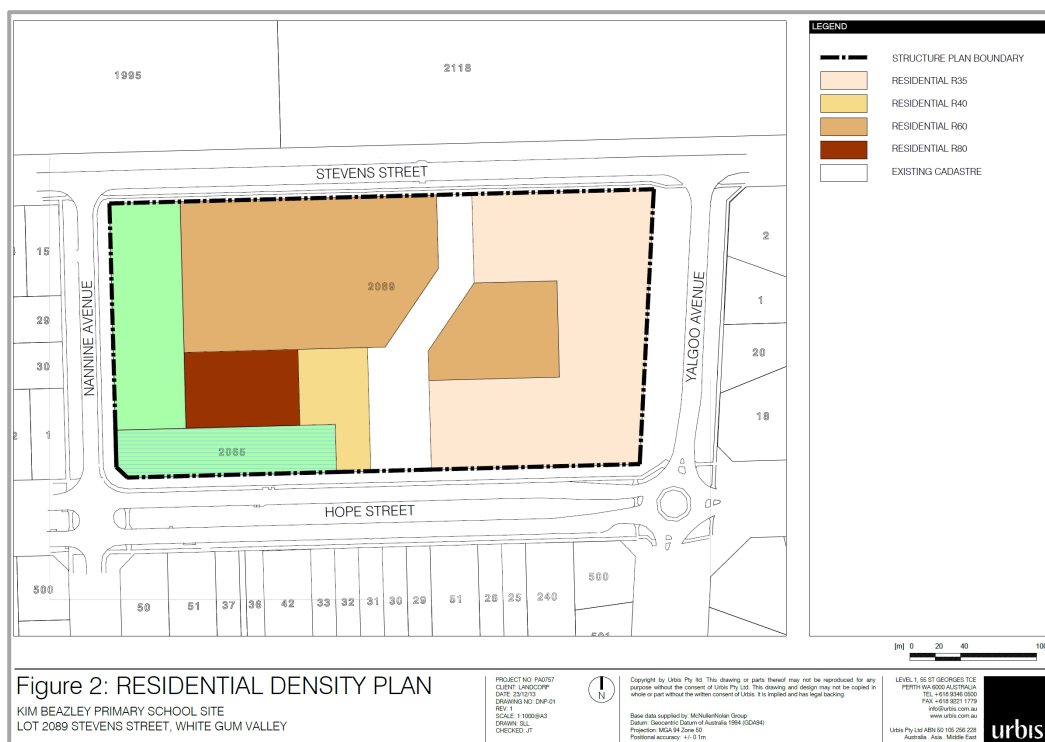 LEGEND
STRUCTURE PLAN BOUNDARY
RESIDENTIAL R35
RESIDENTIAL R40
RESIDENTIAL R60
RESIDENTIAL R80
EXISTING CADASTRE
1995
2118
STEVENS STREET
NANNINE AVENUE
YALGOO AVENUE
HOPE STREET
2089
2065
15
29
30
1
2
1
20
18
500
50
51
37
36
42
33
32
31
30
29
51
26
25
240
500
[m] 0 20 40 100
Figure 2: RESIDENTIAL DENSITY PLAN
KIM BEAZLEY PRIMARY SCHOOL SITE
LOT 2089 STEVENS STREET, WHITE GUM VALLEY
PROJECT NO: PA0757
CLIENT: LANDCORP
DATE: 23/12/13
DRAWING NO: DNP-01
REV: 1
SCALE: 1:1000@A3
DRAWN: SLL
CHECKED: JT
N
Copyright by Urbis Pty ltd. This drawing or parts thereof may not be reproduced for any
purpose without the consent of Urbis Pty Ltd. This drawing and design may not be copied in
whole or part without the written consent of Urbis. It is implied and has legal backing.
Base data supplied by: McNullenNolan Group
Datum: Geocentric Datum of Australia 1994 (GDA94)
Projection: MGA 94 Zone 50
Positional accuracy: +/- 0.1m
LEVEL 1, 55 ST GEORGES TCE
PERTH WA 6000 AUSTRALIA
TEL +618 9346 0500
FAX +618 9221 1779
info@urbis.com.au
www.urbis.com.au
Urbis Pty Ltd ABN 50 105 256 228
Australia . Asia . Middle East
urbis